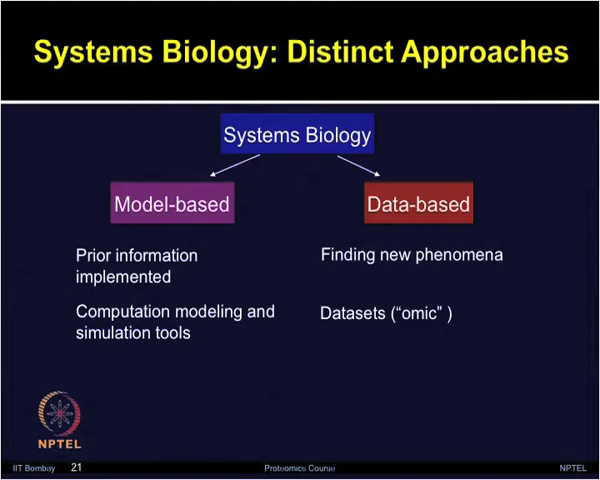 Systems Biology: Distinct Approaches
Systems Biology
Model-based
Data-based
Prior information
implemented
Computation modeling and
simulation tools
Finding new phenomena
Datasets (“omic” )
NPTEL
IIT Bombay
21
Proteomics Course
NPTEL